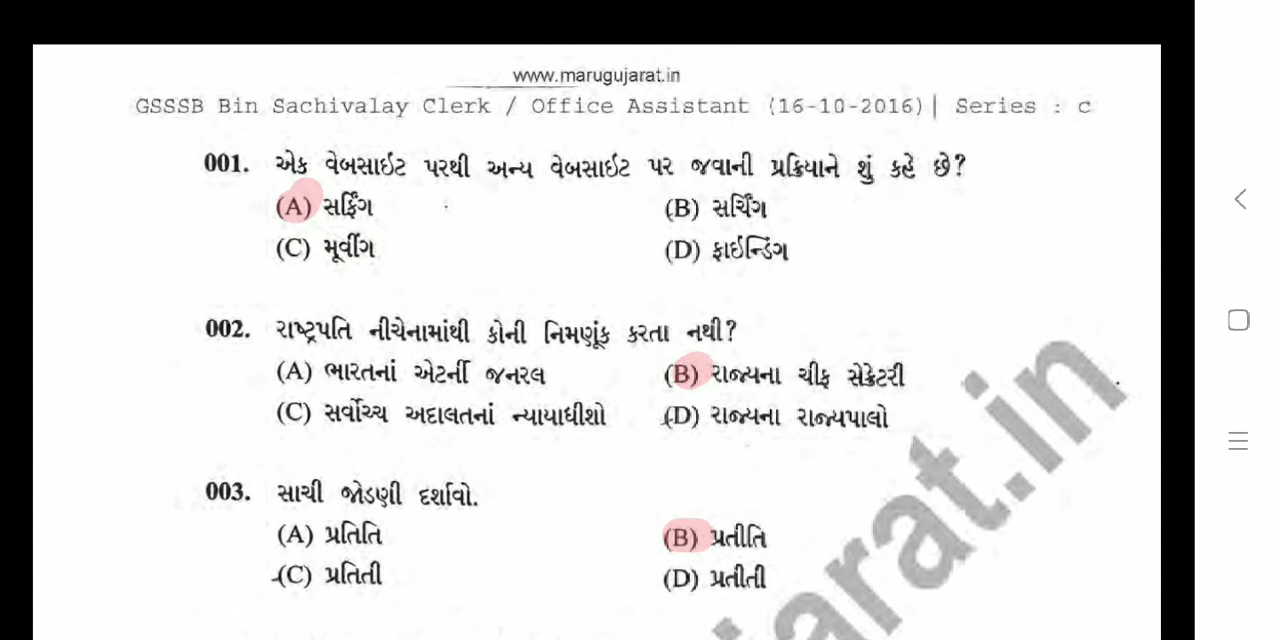 www.marugujarat.in
GSSSB Bin Sachivalay Clerk / Office Assistant (16-10-2016)| Series : c
001. એક વેબસાઇટ પરથી અન્ય વેબસાઇટ પર જવાની પ્રક્રિયાને શું કહે છે?
(A) સર્ફિંગ (B) સર્ચિંગ
(C) મૂવીંગ (D) ફાઇન્ડિંગ
002. રાષ્ટ્રપતિ નીચેનામાંથી કોની નિમણૂંક કરતા નથી?
(A) ભારતનાં એટર્ની જનરલ (B) રાજ્યના ચીફ સેક્રેટરી
(C) સર્વોચ્ચ અદાલતનાં ન્યાયાધીશો (D) રાજ્યના રાજ્યપાલો
003. સાચી જોડણી દર્શાવો.
(A) પ્રતિતિ (B) પ્રતીતિ
(C) પ્રતિતી (D) પ્રતીતી
jarat.in